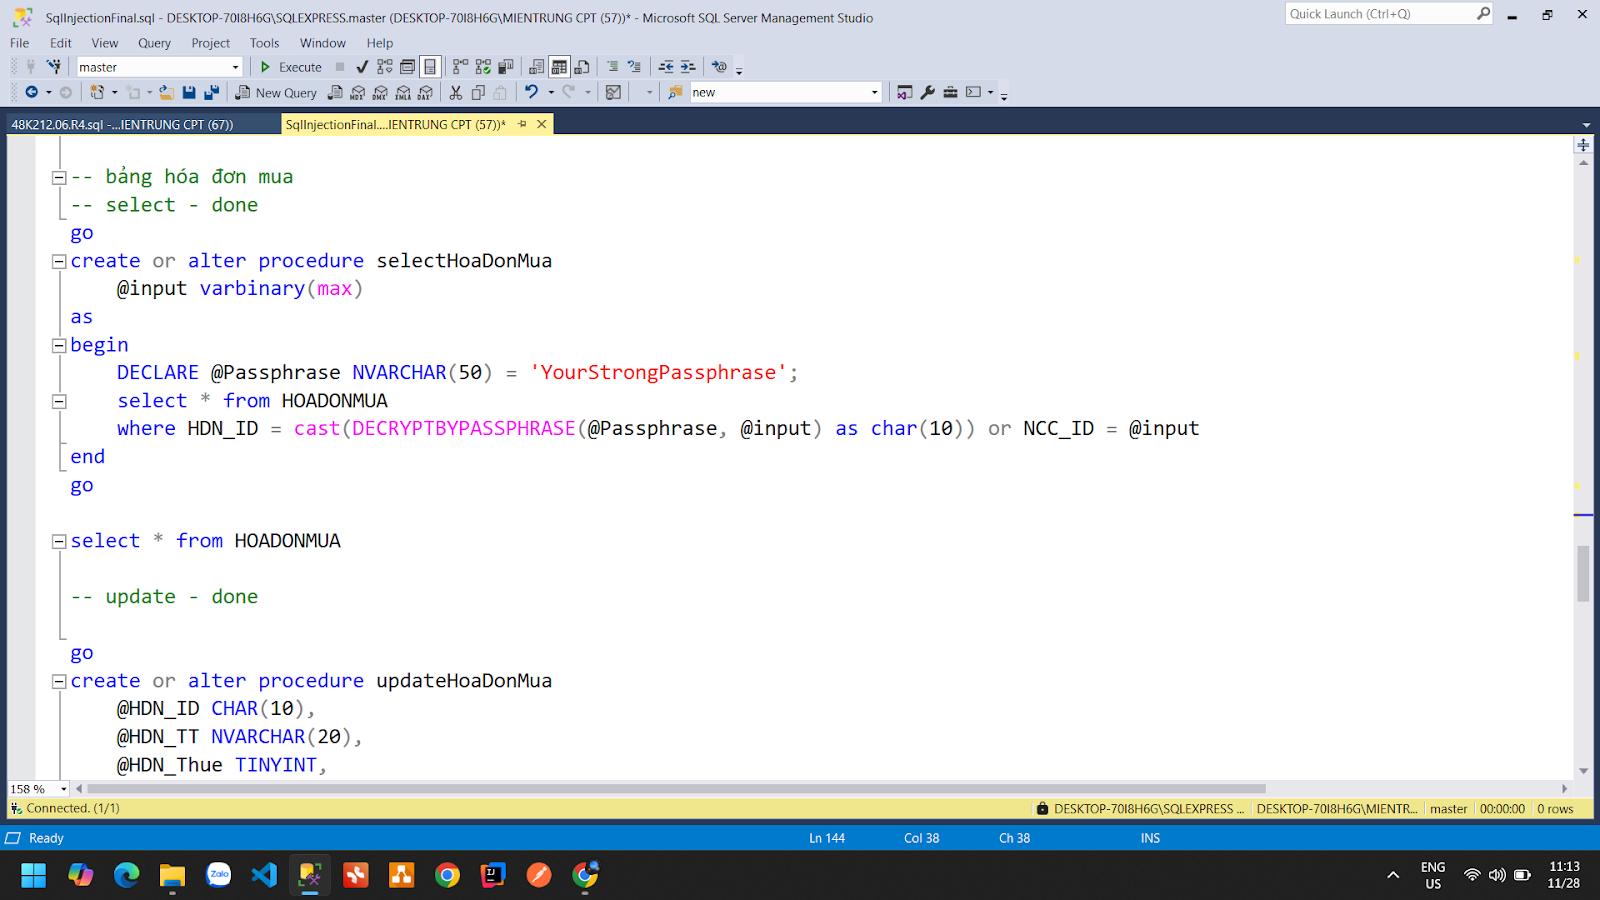 SqlInjectionFinal.sql - DESKTOP-70I8H6G\SQLEXPRESS.master (DESKTOP-70I8H6G\MIENTRUNG CPT (57))* - Microsoft SQL Server Management Studio
Quick Launch (Ctrl+Q)
File Edit View Query Project Tools Window Help
master Execute
New Query MDX DMX XMLA DAX new
48K212.06.R4.sql -...IENTRUNG CPT (67))
SqlInjectionFinal....IENTRUNG CPT (57))*
-- bảng hóa đơn mua
-- select - done
go
create or alter procedure selectHoaDonMua
@input varbinary(max)
as
begin
DECLARE @Passphrase NVARCHAR(50) = 'YourStrongPassphrase';
select * from HOADONMUA
where HDN_ID = cast(DECRYPTBYPASSPHRASE(@Passphrase, @input) as char(10)) or NCC_ID = @input
end
go
select * from HOADONMUA
-- update - done
go
create or alter procedure updateHoaDonMua
@HDN_ID CHAR(10),
@HDN_TT NVARCHAR(20),
@HDN_Thue TINYINT,
158 %
Connected. (1/1) DESKTOP-70I8H6G\SQLEXPRESS ... DESKTOP-70I8H6G\MIENTR... master 00:00:00 0 rows
Ready Ln 144 Col 38 Ch 38 INS
Zalo
ENG
US
11:13
11/28